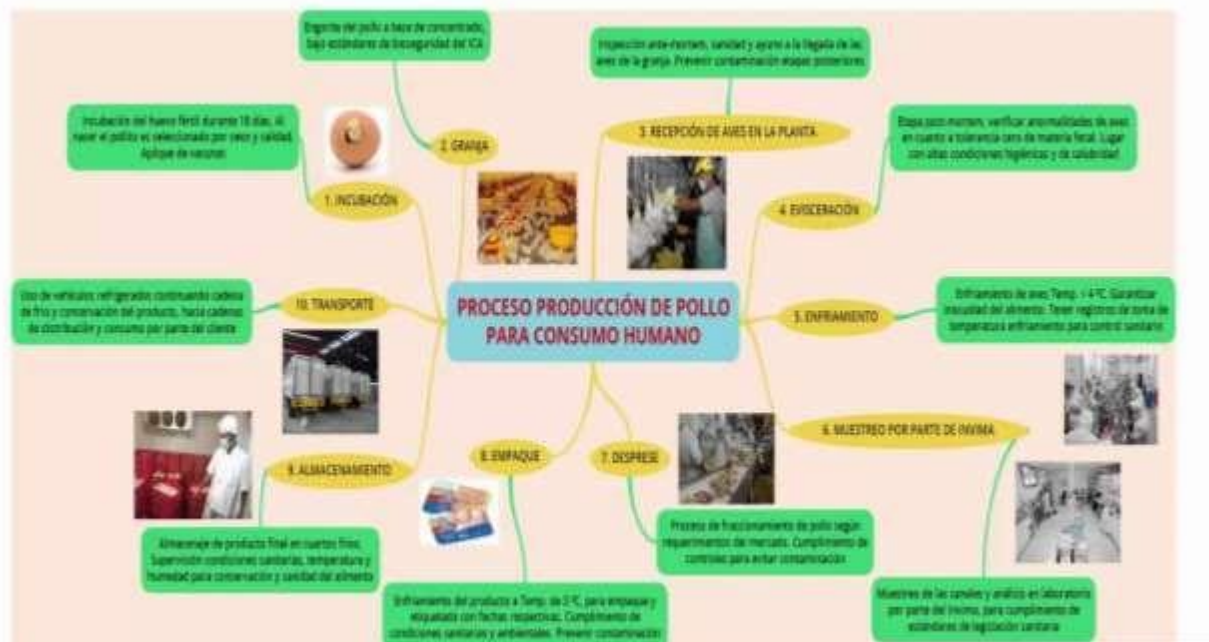 PROCESO PRODUCCIÓN DE POLLO
PARA CONSUMO HUMANO
1. INCUBACIÓN
Incubación del huevo fértil durante 18 días. Al
nacer el pollito es seleccionado por peso y calidad.
Aplique de vacunas
2. GRANJA
Engorde del pollo a base de concentrado,
bajo estándares de bioseguridad del ICA
3. RECEPCIÓN DE AVES EN LA PLANTA
Inspección ante-mortem, sanidad y ayuno a la llegada de las
aves de la granja. Prevenir contaminación etapas posteriores
4. EVISCERACIÓN
Etapa post-mortem, verificar anormalidades de aves
en cuanto a tolerancia cero de materia fecal. Lugar
con altas condiciones higiénicas y de salubridad
5. ENFRIAMIENTO
Enfriamiento de aves Temp. 4 ºC. Garantizar
inocuidad del alimento. Tener registros de toma de
temperatura enfriamiento para control sanitario
6. MUESTREO POR PARTE DE INVIMA
Muestreo de las canales y análisis en laboratorio
por parte del Invima, para cumplimiento de
estándares de legislación sanitaria
7. DESPRESE
Proceso de fraccionamiento de pollo según
requerimientos del mercado. Cumplimiento de
controles para evitar contaminación
8. EMPAQUE
Enfriamiento del producto a Temp. de 2 ºC, para empaque y
etiquetado con fechas respectivas. Cumplimiento de
condiciones sanitarias y ambientales. Prevenir contaminación
9. ALMACENAMIENTO
Almacenaje de producto final en cuartos fríos.
Supervisión condiciones sanitarias, temperatura y
humedad para conservación y sanidad del alimento
10. TRANSPORTE
Uso de vehículos refrigerados continuando cadena
de frío y conservación del producto, hacia cadenas
de distribución y consumo por parte del cliente